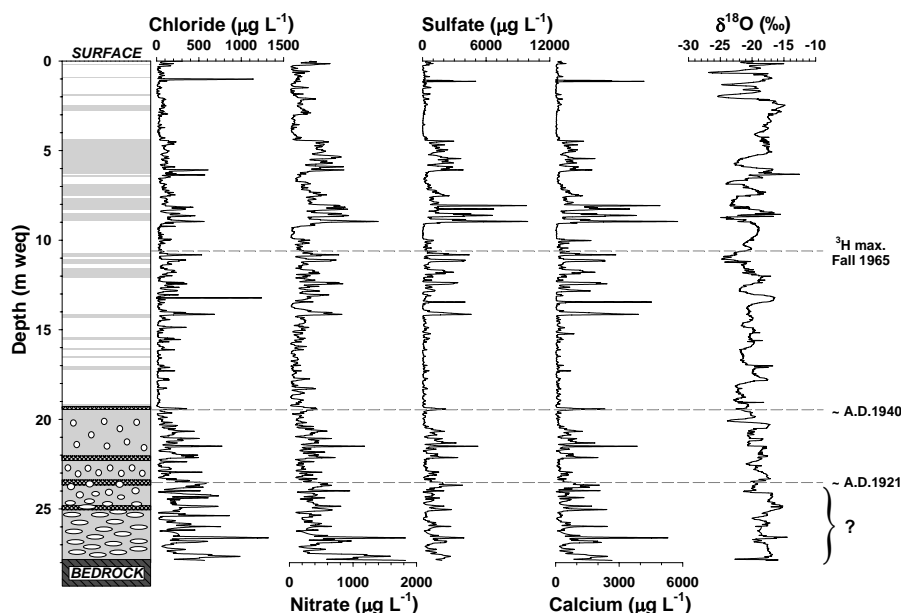 Chloride (µg L⁻¹)
0 500 1000 1500
Sulfate (µg L⁻¹)
0 6000 12000
δ¹⁸O (‰)
-30 -25 -20 -15 -10
SURFACE
0
5
10
15
20
25
Depth (m weq)
³H max.
Fall 1965
~ A.D.1940
~ A.D.1921
?
BEDROCK
0 1000 2000
Nitrate (µg L⁻¹)
0 3000 6000
Calcium (µg L⁻¹)